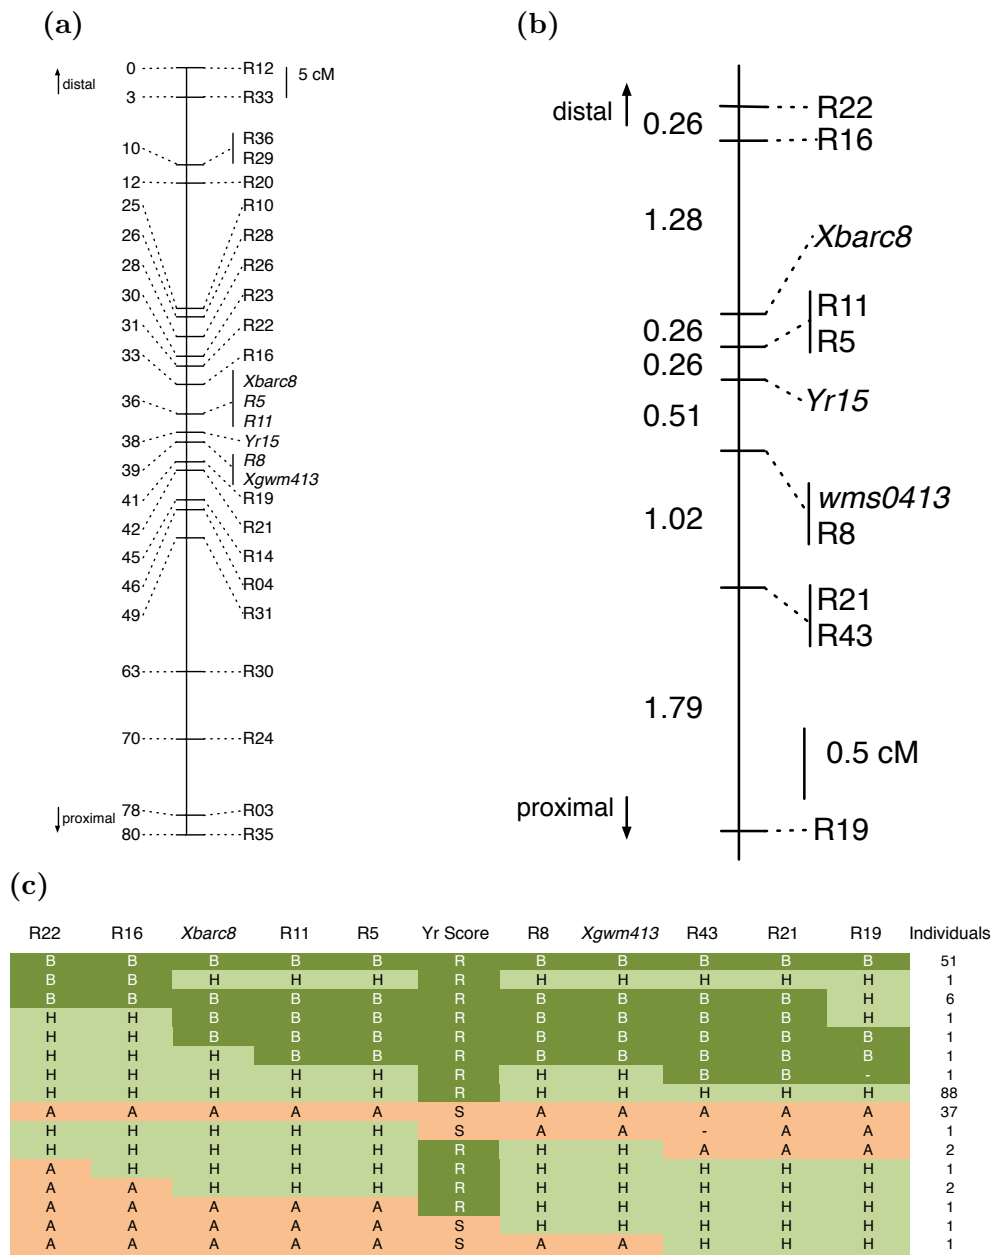 (a)
distal
5 cM
0 R12
3 R33
10 R36
R29
12 R20
25 R10
26 R28
28 R26
30 R23
31 R22
33 R16
Xbarc8
36 R5
R11
38 Yr15
39 R8
Xgwm413
41 R19
42 R21
45 R14
46 R04
49 R31
63 R30
70 R24
78 R03
80 R35
proximal
(b)
distal
R22
0.26
R16
1.28
Xbarc8
0.26
R11
R5
0.26
Yr15
0.51
wms0413
R8
1.02
R21
R43
1.79
0.5 cM
proximal
R19
(c)
R22 R16 Xbarc8 R11 R5 Yr Score R8 Xgwm413 R43 R21 R19 Individuals
B B B B B R B B B B B 51
B B H H H R H H H H H 1
B B B B B R B B B B H 6
H H B B B R B B B B H 1
H H B B B R B B B B B 1
H H H B B R B B B B B 1
H H H H H R H H B B - 1
H H H H H R H H H H H 88
A A A A A S A A A A A 37
H H H H H S A A - A A 1
H H H H H R H H A A A 2
A H H H H R H H H H H 1
A A H H H R H H H H H 2
A A A A A R H H H H H 1
A A A A A S H H H H H 1
A A A A A S A A H H H 1